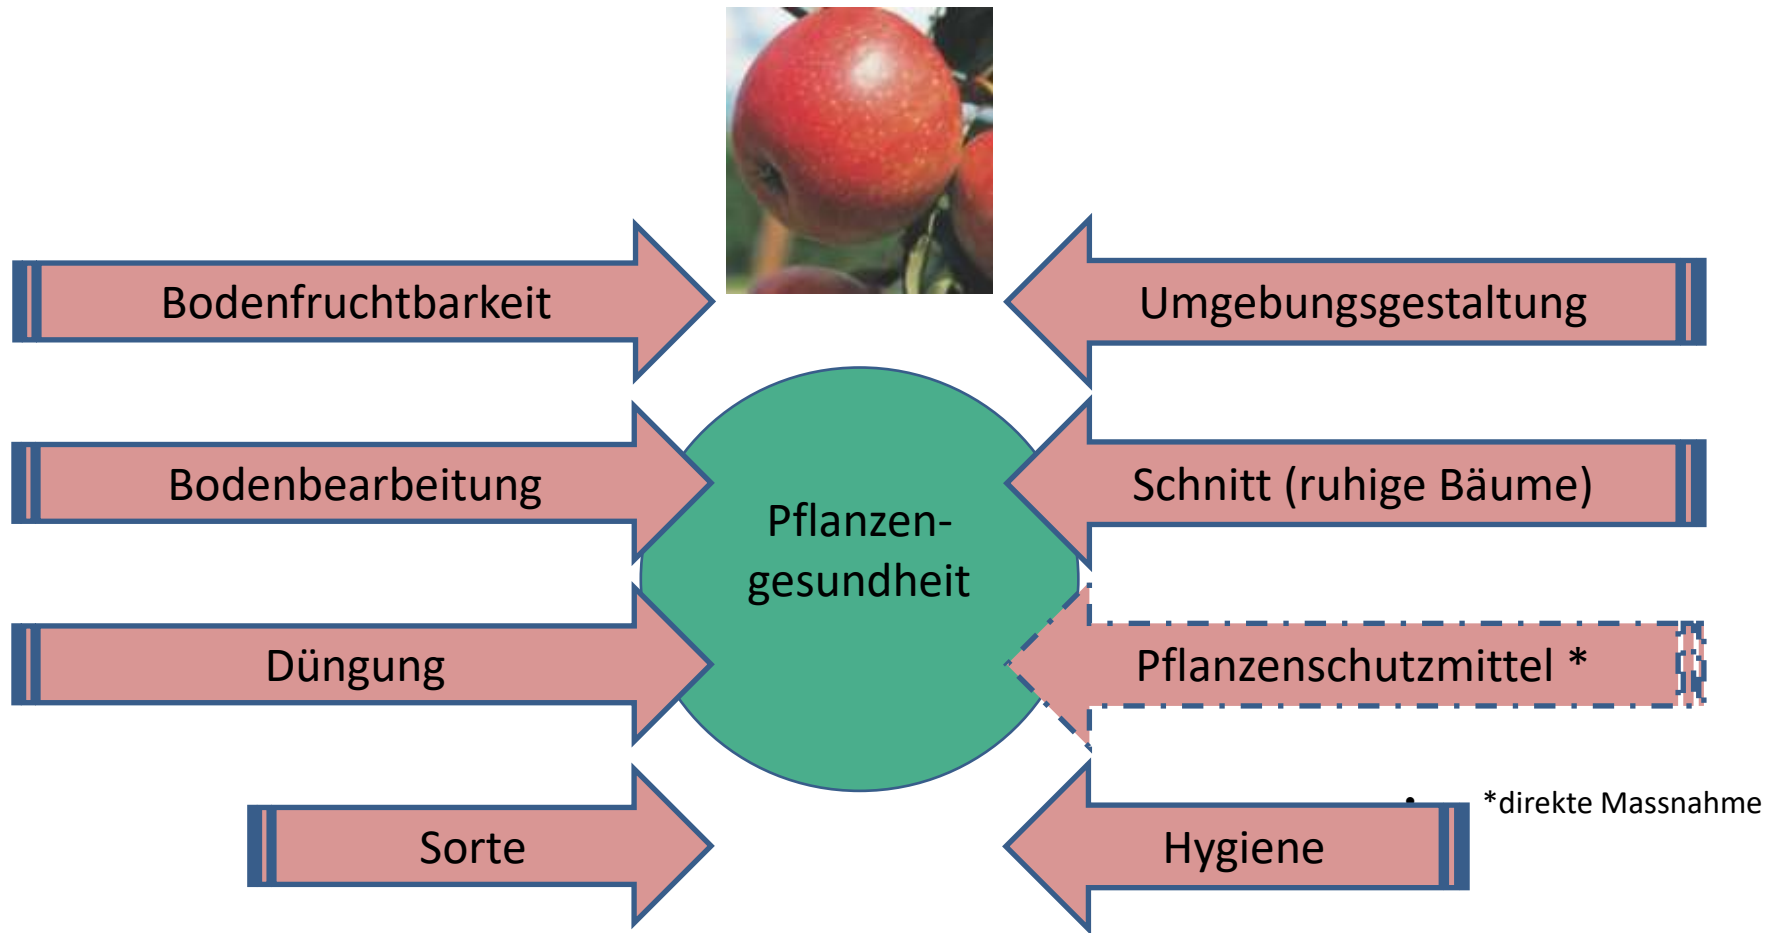 Bodenfruchtbarkeit
Umgebungsgestaltung
Bodenbearbeitung
Schnitt (ruhige Bäume)
Pflanzen-
gesundheit
Düngung
Pflanzenschutzmittel *
• *direkte Massnahme
Sorte
Hygiene